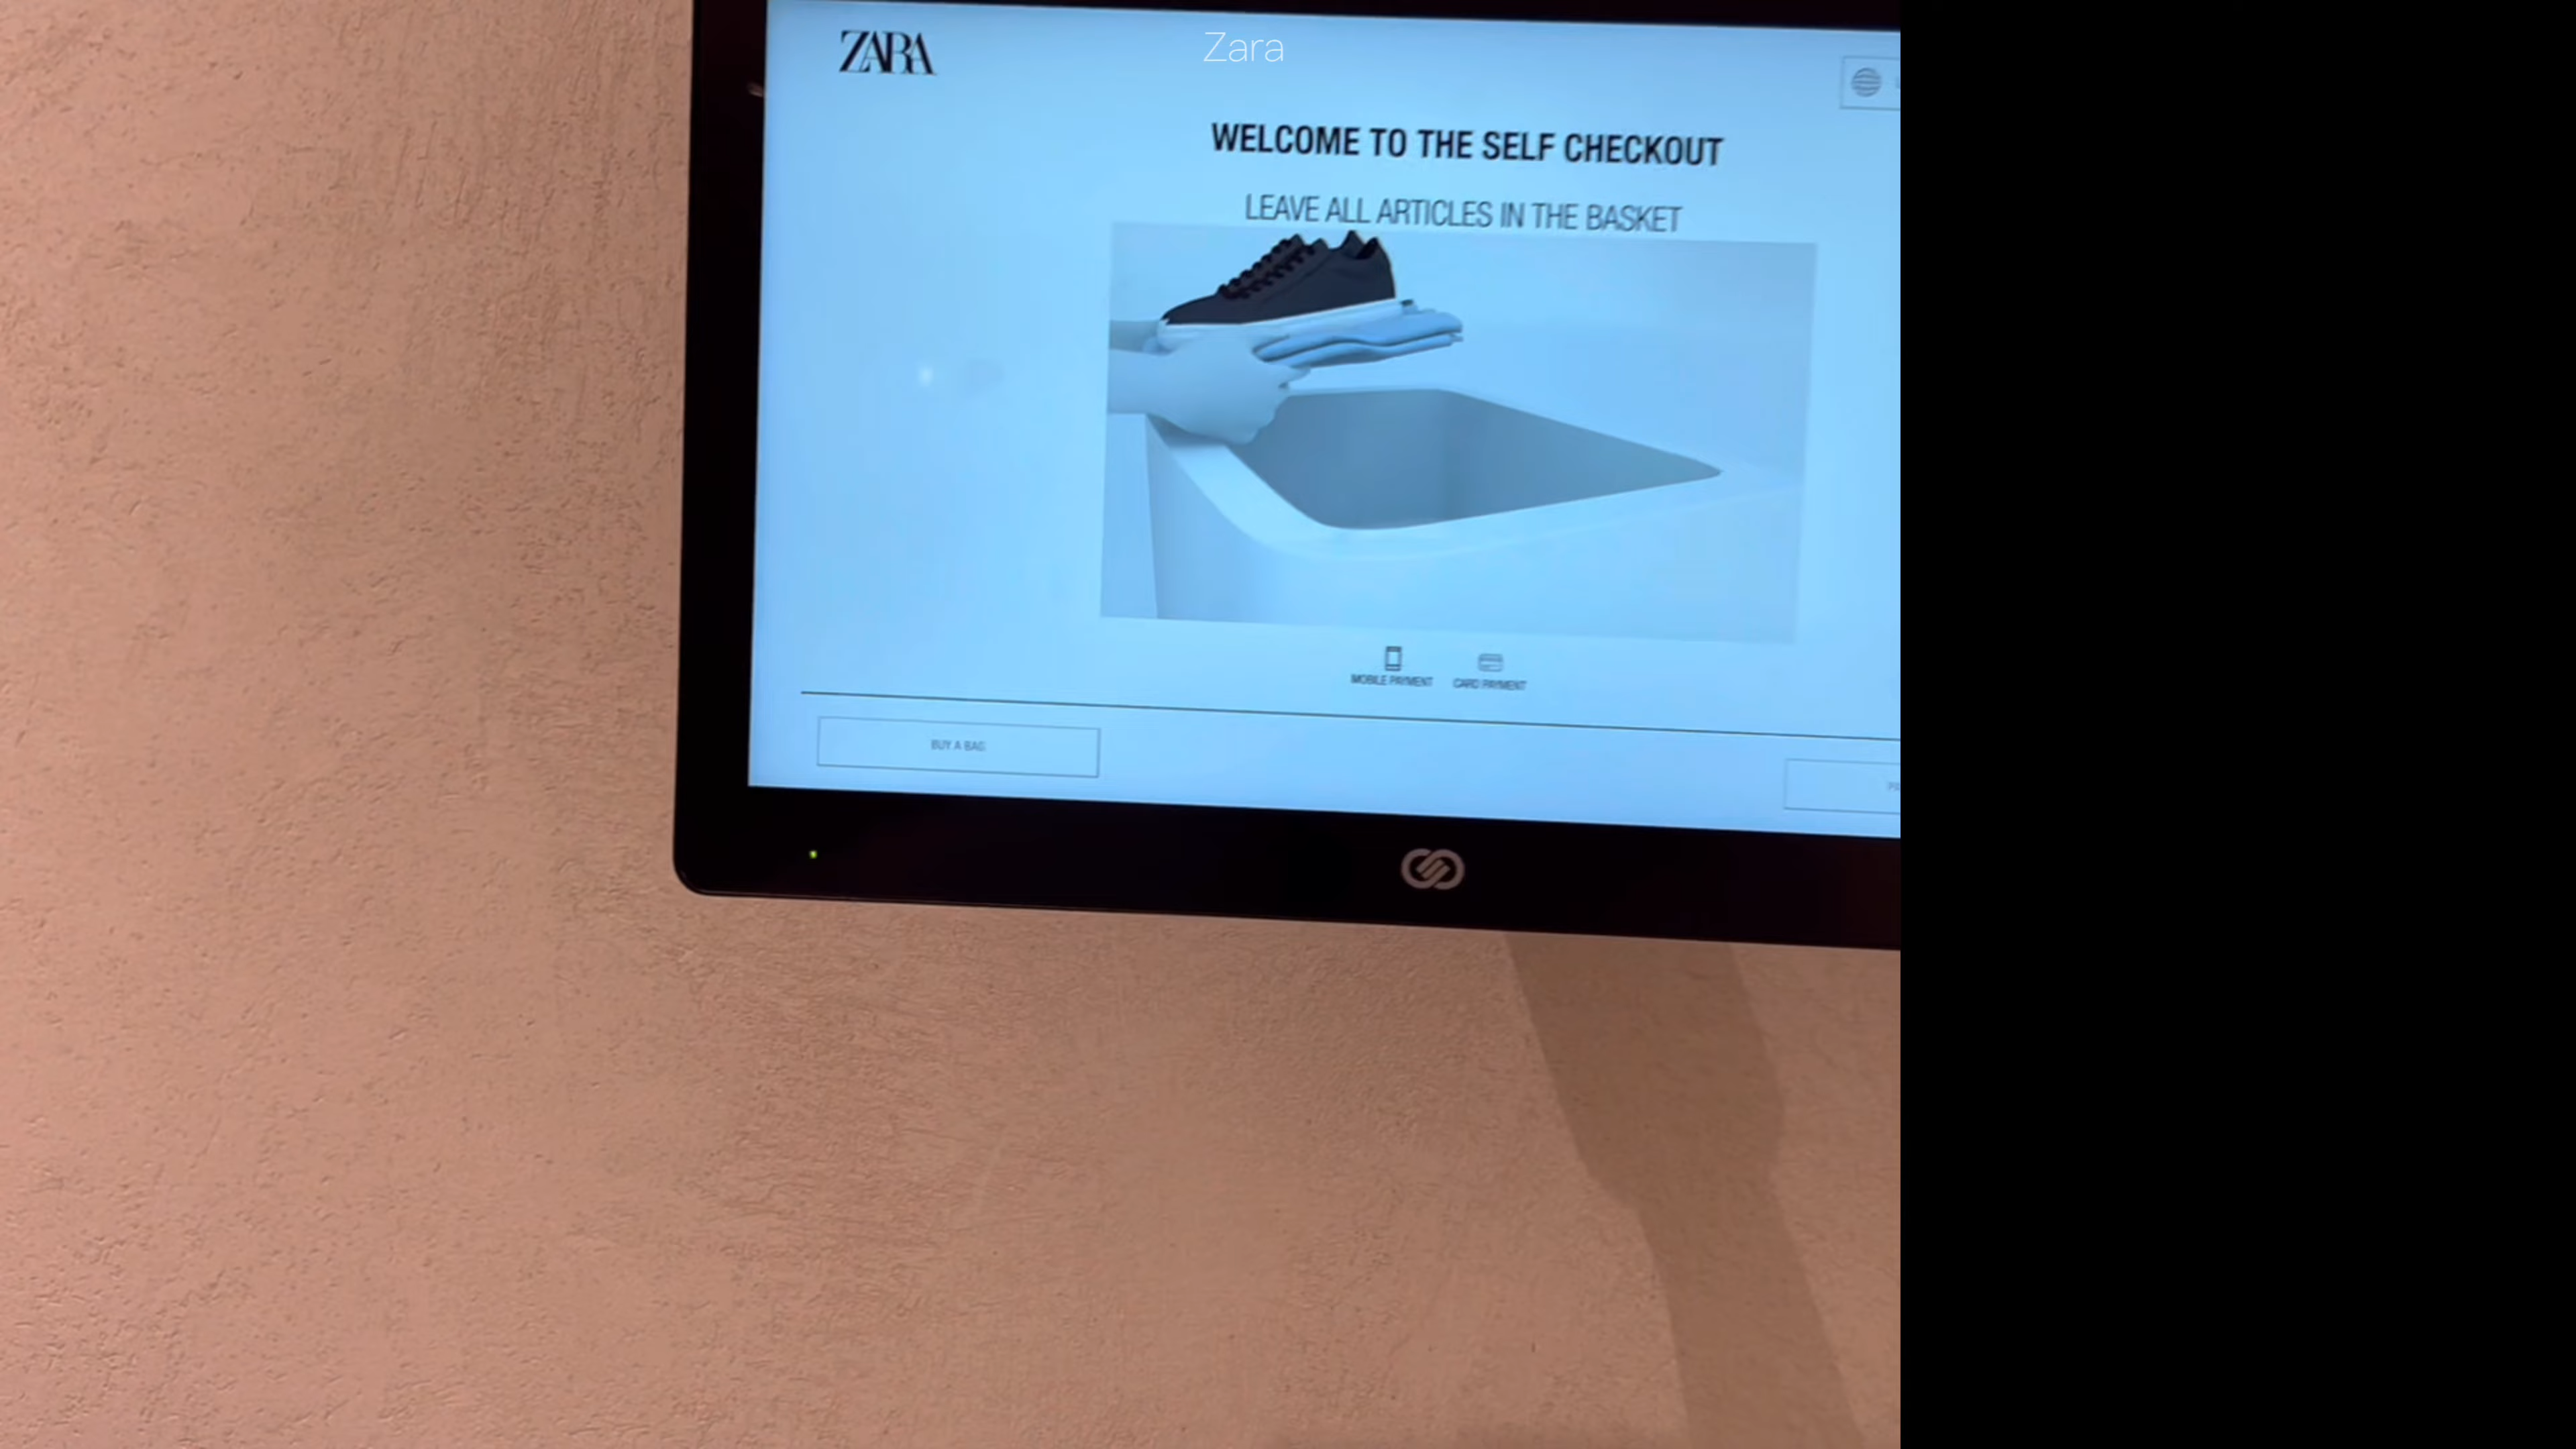 ZARA
Zara
WELCOME TO THE SELF CHECKOUT
LEAVE ALL ARTICLES IN THE BASKET
MOBILE PAYMENT
CARD PAYMENT
BUY A BAG